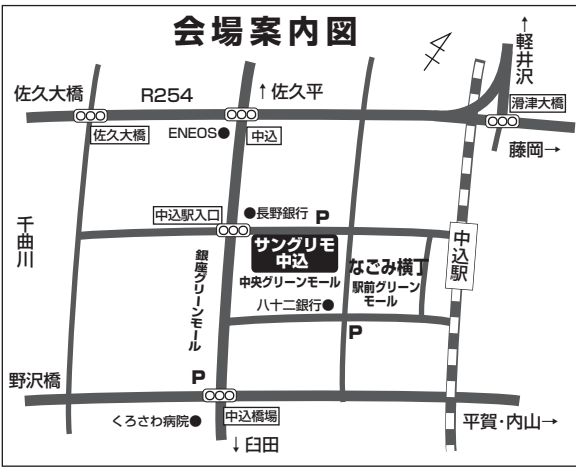 会場案内図
↑軽井沢
佐久大橋
R254
↑佐久平
滑津大橋
佐久大橋
ENEOS●
中込
藤岡→
千曲川
中込駅入口
●長野銀行
P
サングリモ
中込
中央グリーンモール
なごみ横丁
駅前グリーン
モール
中込駅
銀座グリーンモール
八十二銀行●
P
野沢橋
P
くろさわ病院●
中込橋場
平賀・内山→
↓臼田